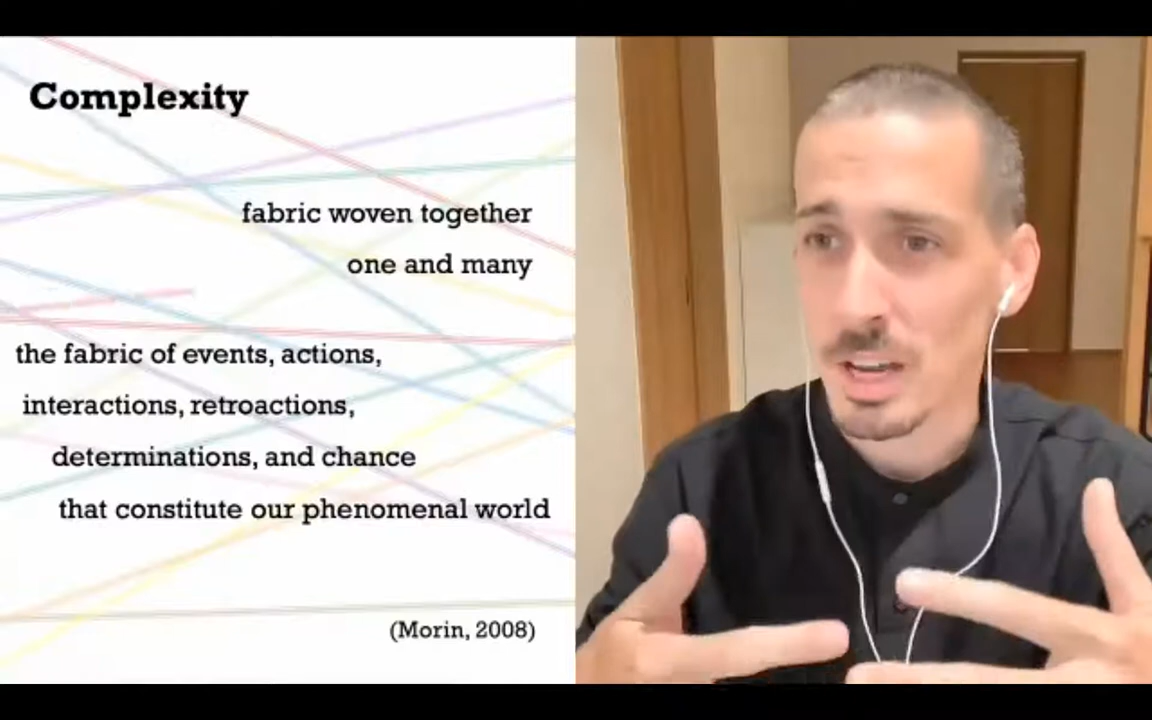 Complexity
fabric woven together
one and many
the fabric of events, actions,
interactions, retroactions,
determinations, and chance
that constitute our phenomenal world
(Morin, 2008)